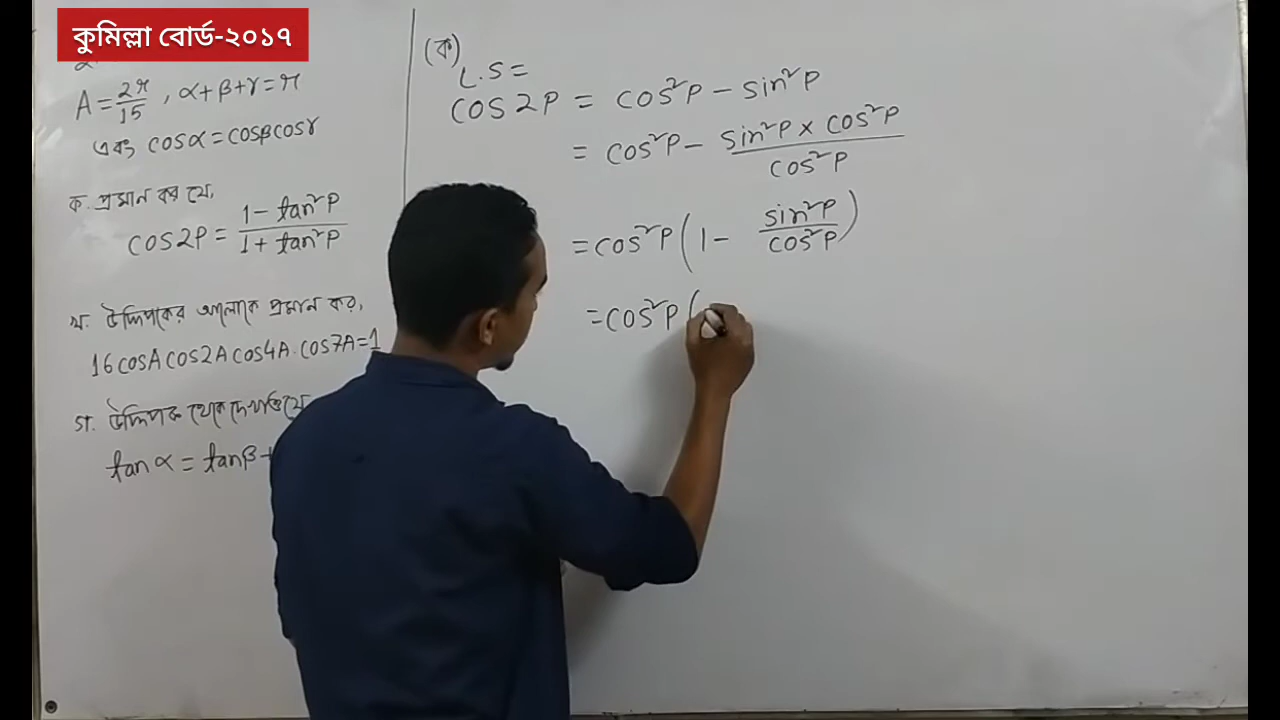 কুমিল্লা বোর্ড-২০১৭
A = 2π/15 , α+β+γ=π
এবং cosα = cosβcosγ
ক. প্রমান কর যে,
cos2P = (1 - tan²P)/(1 + tan²P)
খ. উদ্দিপকের আলোকে প্রমান কর,
16 cosA cos2A cos4A . cos7A = 1
গ. উদ্দিপক থেকে দেখাও যে
tanα = tanβ +
(ক)
L.S =
cos2P = cos²P - sin²P
= cos²P - (sin²P × cos²P)/cos²P
= cos²P (1 - sin²P/cos²P)
= cos²P (